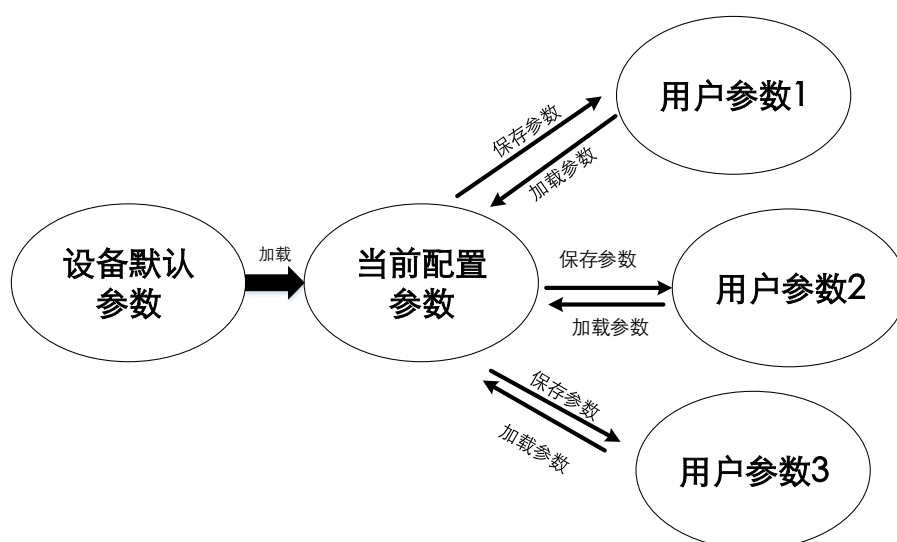 用户参数1
保存参数
加载参数
设备默认
参数
加载
当前配置
参数
保存参数
加载参数
用户参数2
保存参数
加载参数
用户参数3